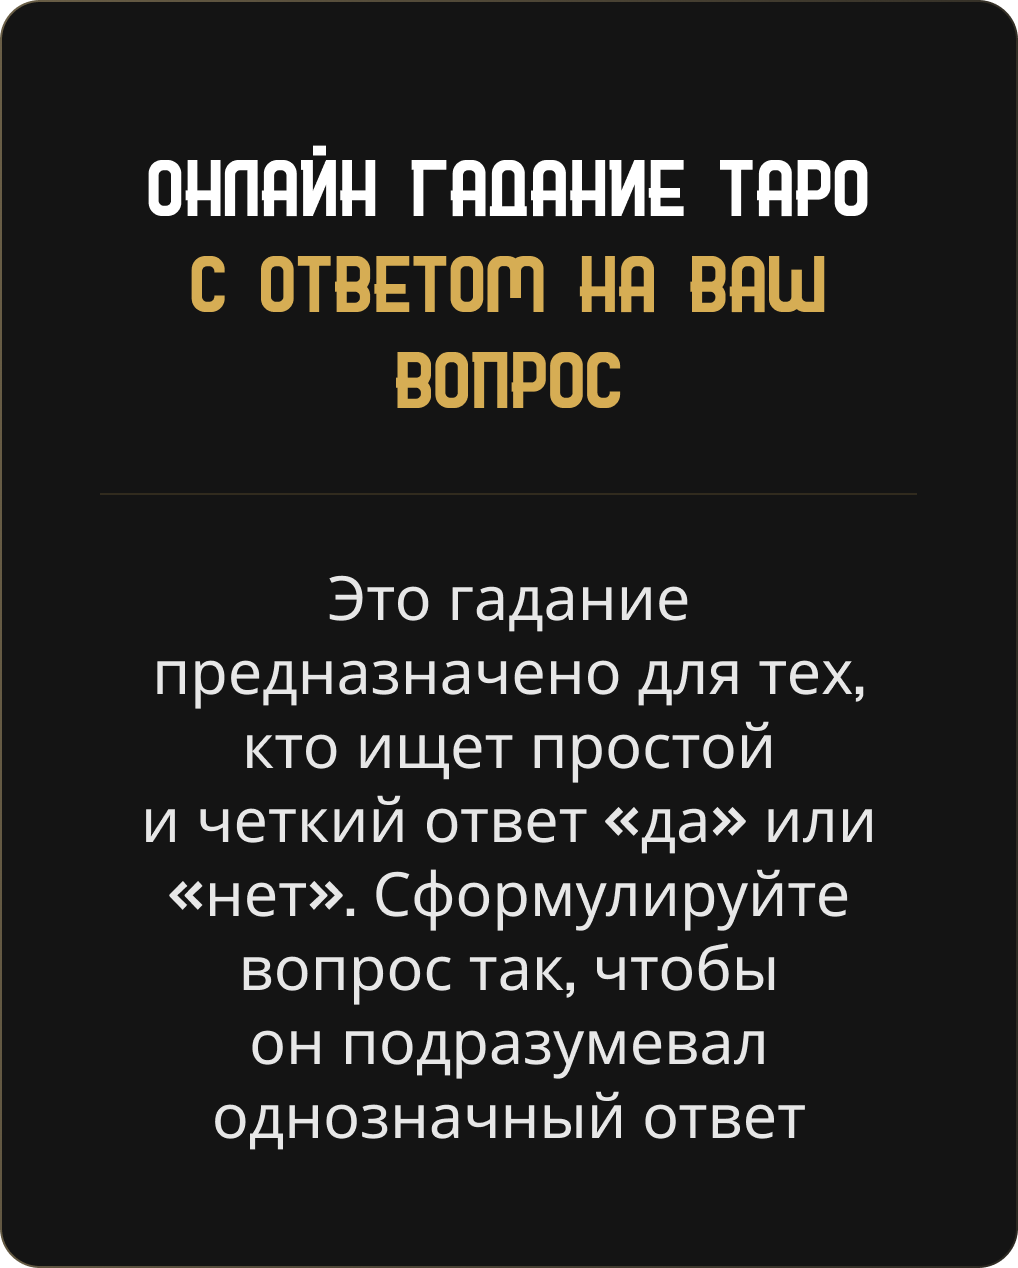 ОНЛАЙН ГАДАНИЕ ТАРО
С ОТВЕТОМ НА ВАШ
ВОПРОС
Это гадание
предназначено для тех,
кто ищет простой
и четкий ответ «да» или
«нет». Сформулируйте
вопрос так, чтобы
он подразумевал
однозначный ответ